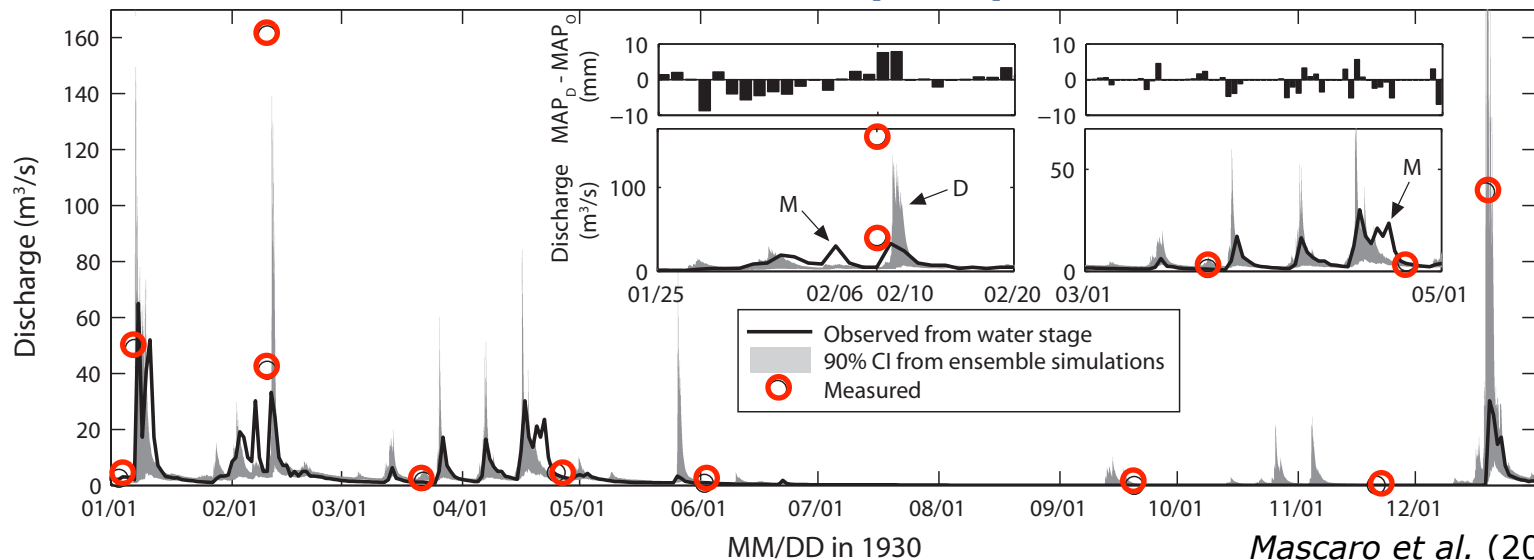 160
140
120
100
80
60
40
20
0
Discharge (m³/s)
01/01 02/01 03/01 04/01 05/01 06/01 07/01 08/01 09/01 10/01 11/01 12/01
MM/DD in 1930
MAP_D - MAP_O
(mm)
10
0
−10
Discharge
(m³/s)
100
0
M
D
01/25 02/06 02/10 02/20
10
0
−10
50
0
M
03/01 05/01
Observed from water stage
90% CI from ensemble simulations
Measured
Mascaro et al. (20